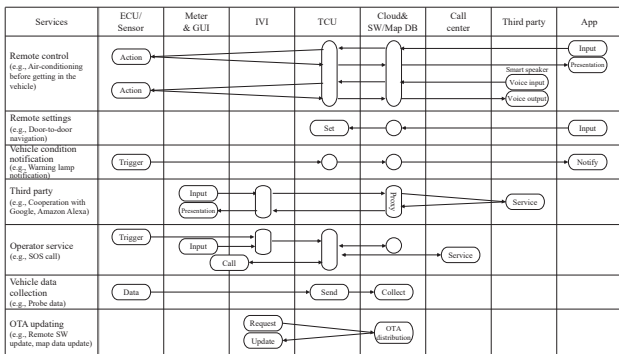 Services
ECU/
Sensor
Meter
& GUI
IVI
TCU
Cloud&
SW/Map DB
Call
center
Third party
App
Remote control
(e.g., Air-conditioning
before getting in the
vehicle)
Action
Action
Input
Presentation
Smart speaker
Voice input
Voice output
Remote settings
(e.g., Door-to-door
navigation)
Set
Input
Vehicle condition
notification
(e.g., Warning lamp
notification)
Trigger
Notify
Third party
(e.g., Cooperation with
Google, Amazon Alexa)
Input
Presentation
Proxy
Service
Operator service
(e.g., SOS call)
Trigger
Input
Call
Service
Vehicle data
collection
(e.g., Probe data)
Data
Send
Collect
OTA updating
(e.g., Remote SW
update, map data update)
Request
Update
OTA
distribution